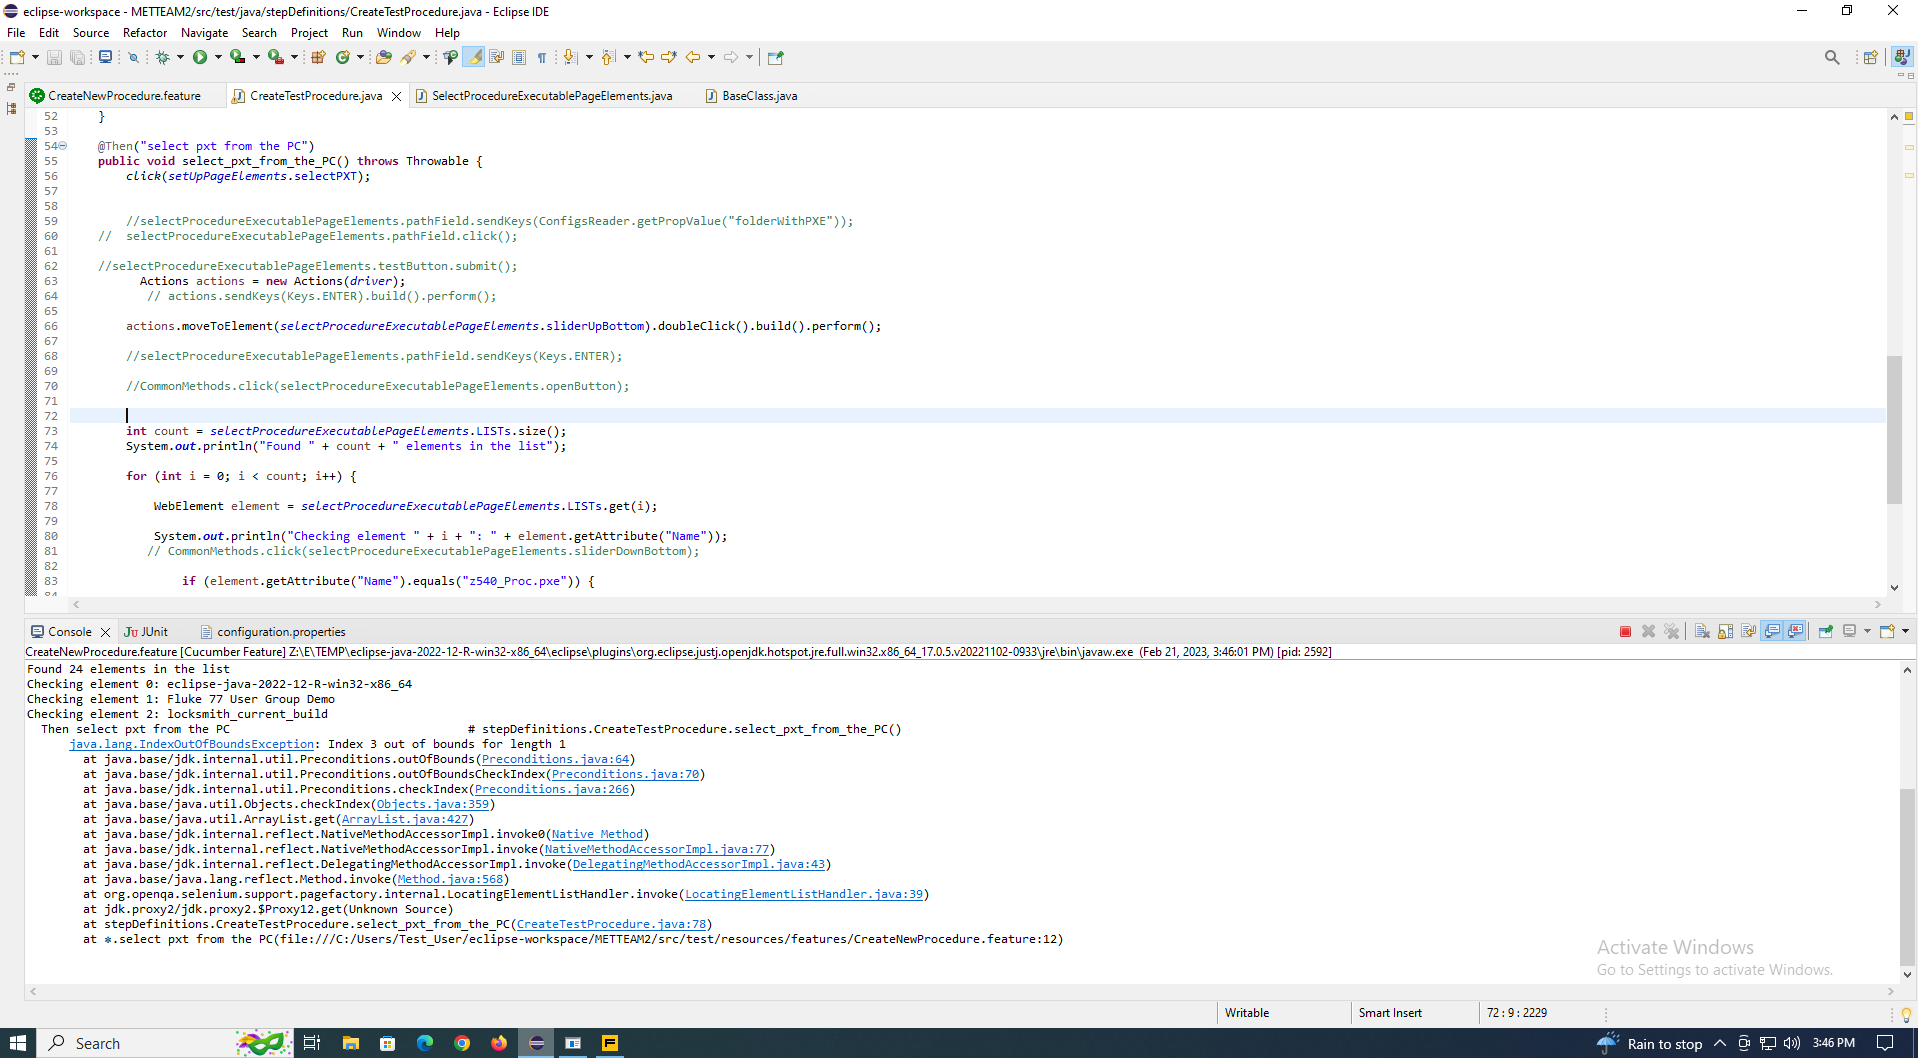 eclipse-workspace - METTEAM2/src/test/java/stepDefinitions/CreateTestProcedure.java - Eclipse IDE
File Edit Source Refactor Navigate Search Project Run Window Help
CreateNewProcedure.feature CreateTestProcedure.java SelectProcedureExecutablePageElements.java BaseClass.java
52 }
53
54 @Then("select pxt from the PC")
55 public void select_pxt_from_the_PC() throws Throwable {
56 click(setUpPageElements.selectPXT);
57
58
59 //selectProcedureExecutablePageElements.pathField.sendKeys(ConfigsReader.getPropValue("folderWithPXE"));
60 // selectProcedureExecutablePageElements.pathField.click();
61
62 //selectProcedureExecutablePageElements.testButton.submit();
63 Actions actions = new Actions(driver);
64 // actions.sendKeys(Keys.ENTER).build().perform();
65
66 actions.moveToElement(selectProcedureExecutablePageElements.sliderUpBottom).doubleClick().build().perform();
67
68 //selectProcedureExecutablePageElements.pathField.sendKeys(Keys.ENTER);
69
70 //CommonMethods.click(selectProcedureExecutablePageElements.openButton);
71
72
73 int count = selectProcedureExecutablePageElements.LISTs.size();
74 System.out.println("Found " + count + " elements in the list");
75
76 for (int i = 0; i < count; i++) {
77
78 WebElement element = selectProcedureExecutablePageElements.LISTs.get(i);
79
80 System.out.println("Checking element " + i + ": " + element.getAttribute("Name"));
81 // CommonMethods.click(selectProcedureExecutablePageElements.sliderDownBottom);
82
83 if (element.getAttribute("Name").equals("z540_Proc.pxe")) {
84
Console JUnit configuration.properties
CreateNewProcedure.feature [Cucumber Feature] Z:\E\TEMP\eclipse-java-2022-12-R-win32-x86_64\eclipse\plugins\org.eclipse.justj.openjdk.hotspot.jre.full.win32.x86_64_17.0.5.v20221102-0933\jre\bin\javaw.exe (Feb 21, 2023, 3:46:01 PM) [pid: 2592]
Found 24 elements in the list
Checking element 0: eclipse-java-2022-12-R-win32-x86_64
Checking element 1: Fluke 77 User Group Demo
Checking element 2: locksmith_current_build
Then select pxt from the PC # stepDefinitions.CreateTestProcedure.select_pxt_from_the_PC()
java.lang.IndexOutOfBoundsException: Index 3 out of bounds for length 1
at java.base/jdk.internal.util.Preconditions.outOfBounds(Preconditions.java:64)
at java.base/jdk.internal.util.Preconditions.outOfBoundsCheckIndex(Preconditions.java:70)
at java.base/jdk.internal.util.Preconditions.checkIndex(Preconditions.java:266)
at java.base/java.util.Objects.checkIndex(Objects.java:359)
at java.base/java.util.ArrayList.get(ArrayList.java:427)
at java.base/jdk.internal.reflect.NativeMethodAccessorImpl.invoke0(Native Method)
at java.base/jdk.internal.reflect.NativeMethodAccessorImpl.invoke(NativeMethodAccessorImpl.java:77)
at java.base/jdk.internal.reflect.DelegatingMethodAccessorImpl.invoke(DelegatingMethodAccessorImpl.java:43)
at java.base/java.lang.reflect.Method.invoke(Method.java:568)
at org.openqa.selenium.support.pagefactory.internal.LocatingElementListHandler.invoke(LocatingElementListHandler.java:39)
at jdk.proxy2/jdk.proxy2.$Proxy12.get(Unknown Source)
at stepDefinitions.CreateTestProcedure.select_pxt_from_the_PC(CreateTestProcedure.java:78)
at *.select pxt from the PC(file:///C:/Users/Test_User/eclipse-workspace/METTEAM2/src/test/resources/features/CreateNewProcedure.feature:12)
Activate Windows
Go to Settings to activate Windows.
Writable Smart Insert 72 : 9 : 2229
Search Rain to stop 3:46 PM